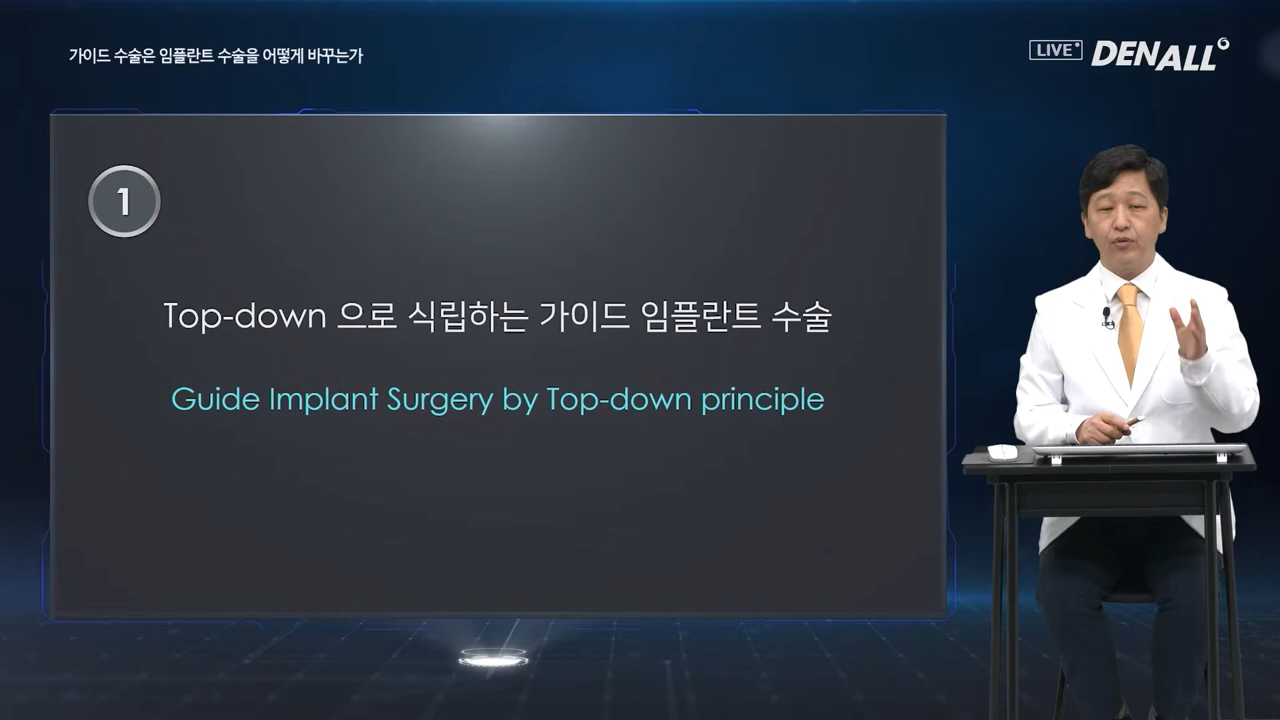 가이드 수술은 임플란트 수술을 어떻게 바꾸는가
LIVE
DENALL
1
Top-down 으로 식립하는 가이드 임플란트 수술
Guide Implant Surgery by Top-down principle